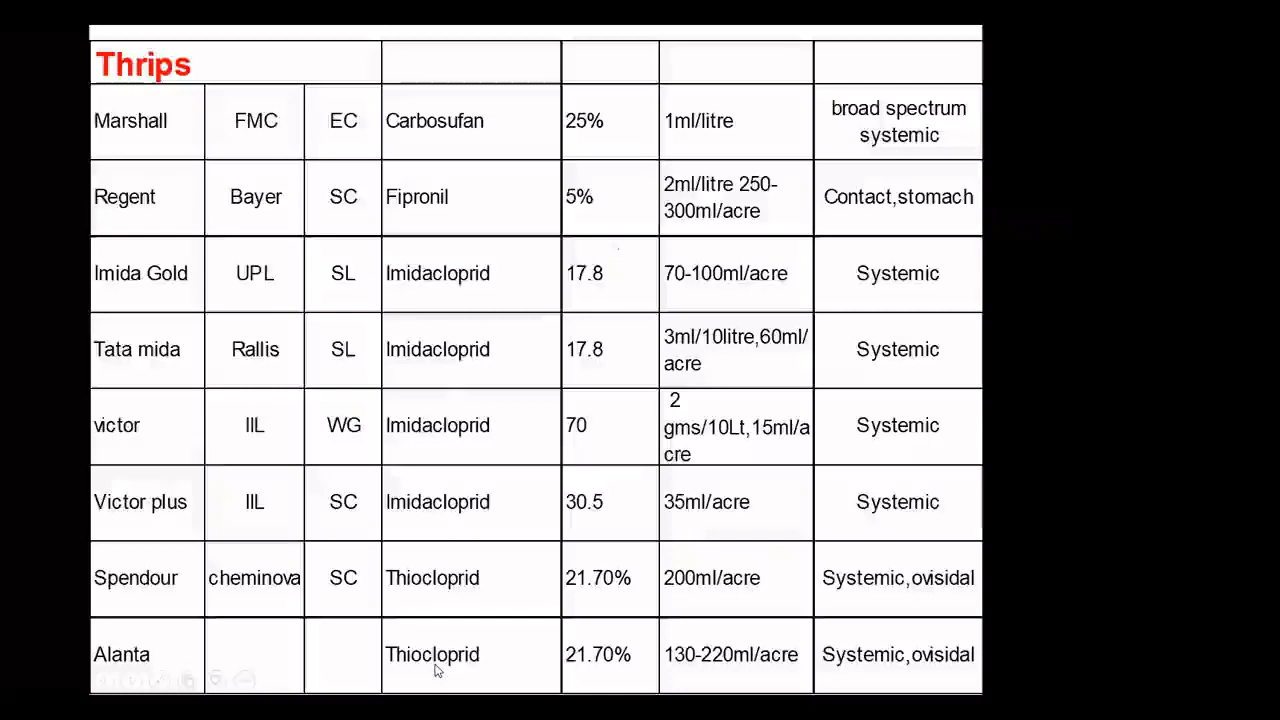 Thrips
Marshall FMC EC Carbosufan 25% 1ml/litre broad spectrum
systemic
Regent Bayer SC Fipronil 5% 2ml/litre 250-
300ml/acre Contact,stomach
Imida Gold UPL SL Imidacloprid 17.8 70-100ml/acre Systemic
Tata mida Rallis SL Imidacloprid 17.8 3ml/10litre,60ml/
acre Systemic
victor IIL WG Imidacloprid 70 2
gms/10Lt,15ml/a
cre Systemic
Victor plus IIL SC Imidacloprid 30.5 35ml/acre Systemic
Spendour cheminova SC Thiocloprid 21.70% 200ml/acre Systemic,ovisidal
Alanta Thiocloprid 21.70% 130-220ml/acre Systemic,ovisidal